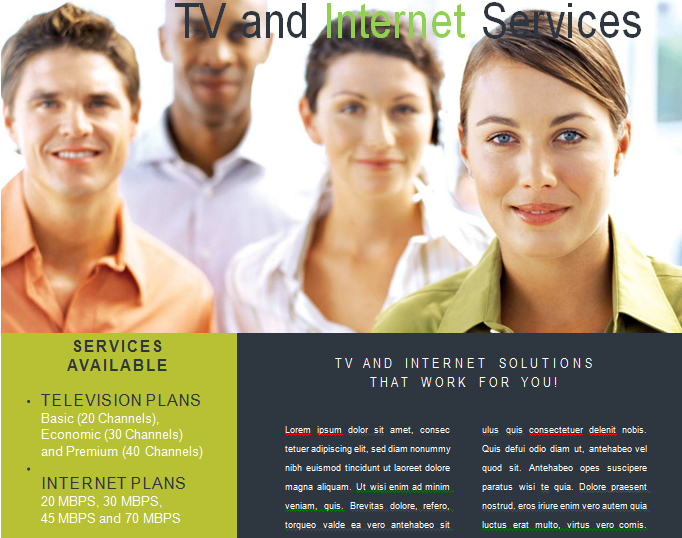 TV and Internet Services
SERVICES
AVAILABLE
• TELEVISION PLANS
Basic (20 Channels),
Economic (30 Channels)
and Premium (40 Channels)
•
INTERNET PLANS
20 MBPS, 30 MBPS,
45 MBPS and 70 MBPS
TV AND INTERNET SOLUTIONS
THAT WORK FOR YOU!
Lorem ipsum dolor sit amet, consec
tetuer adipiscing elit, sed diam nonummy
nibh euismod tincidunt ut laoreet dolore
magna aliquam. Ut wisi enim ad minim
veniam, quis. Brevitas dolore, refero,
torqueo valde ea vero antehabeo sit
ulus quis consectetuer delenit nobis.
Quis defui odio diam ut, antehabeo vel
quod sit. Antehabeo opes suscipere
paratus wisi te quia. Dolore praesent
nostrud, eros iriure enim vero autem quia
luctus erat multo, virtus vero comis.